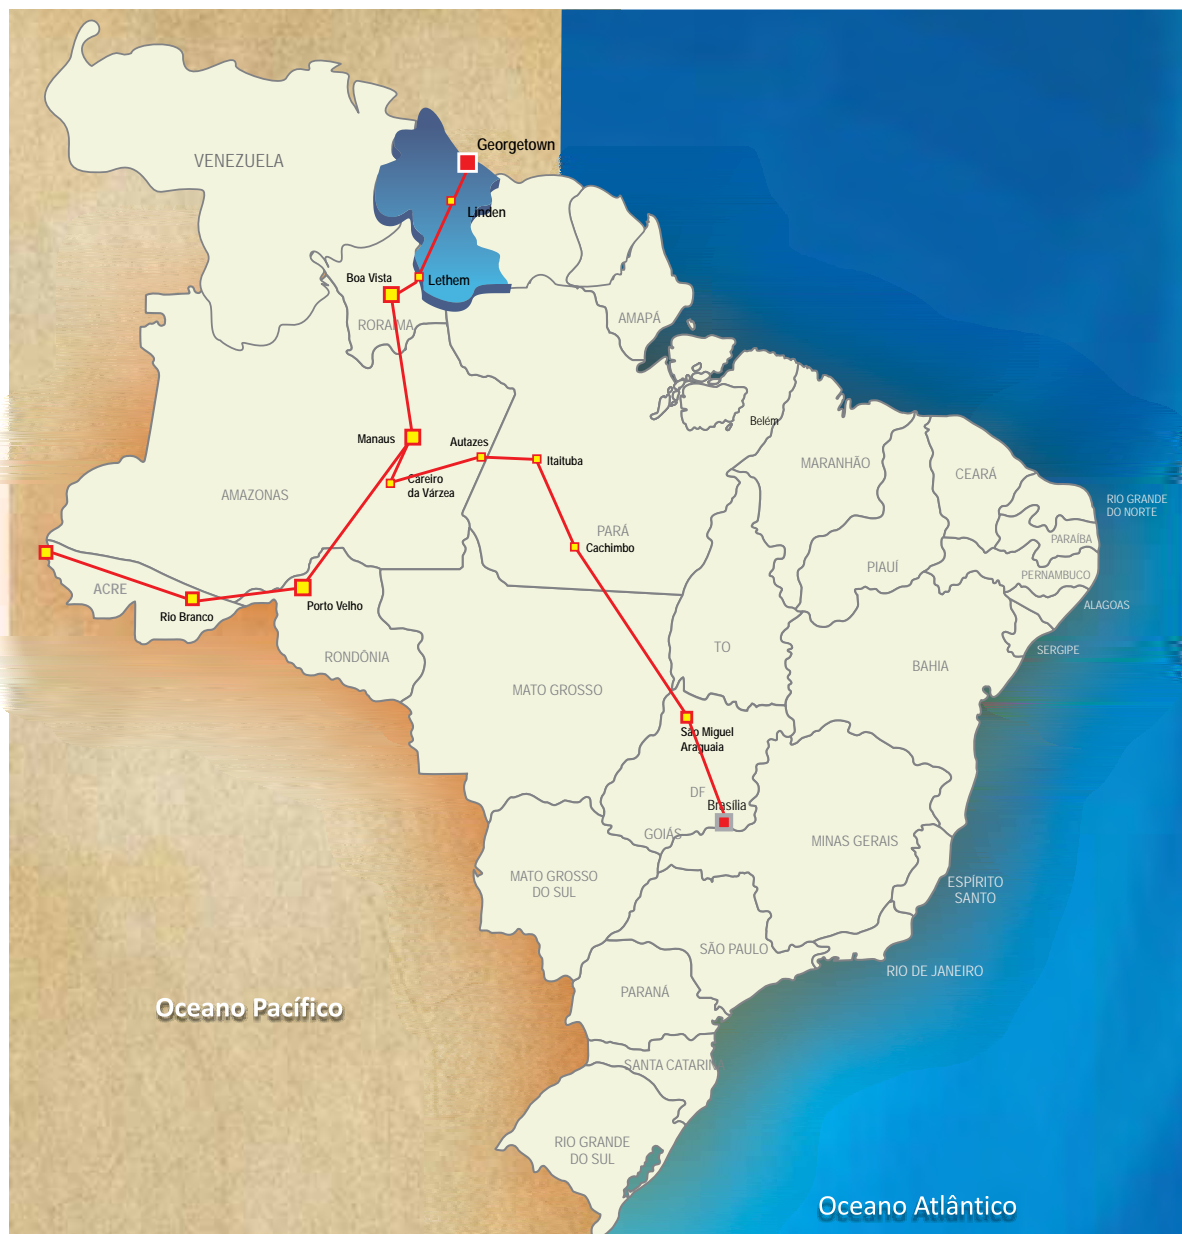 Georgetown
VENEZUELA
Linden
Boa Vista
Lethem
RORAIMA
AMAPÁ
Belém
Manaus
Autazes
Itaituba
MARANHÃO
CEARÁ
Careiro
da Várzea
AMAZONAS
RIO GRANDE
DO NORTE
PARÁ
Cachimbo
PARAÍBA
PIAUÍ
PERNAMBUCO
ACRE
Rio Branco
Porto Velho
ALAGOAS
RONDÔNIA
TO
SERGIPE
BAHIA
MATO GROSSO
São Miguel
Araguaia
DF
Brasília
GOIÁS
MINAS GERAIS
MATO GROSSO
DO SUL
ESPÍRITO
SANTO
SÃO PAULO
RIO DE JANEIRO
PARANÁ
Oceano Pacífico
SANTA CATARINA
RIO GRANDE
DO SUL
Oceano Atlântico